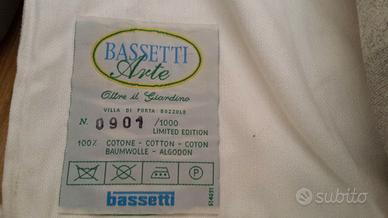 BASSETTI
Arte
Oltre il Giardino
VILLA DI PORTA BOZZOLO
N. 0901 /1000
LIMITED EDITION
100% COTONE - COTTON - COTON
BAUMWOLLE - ALGODON
P
bassetti
subito